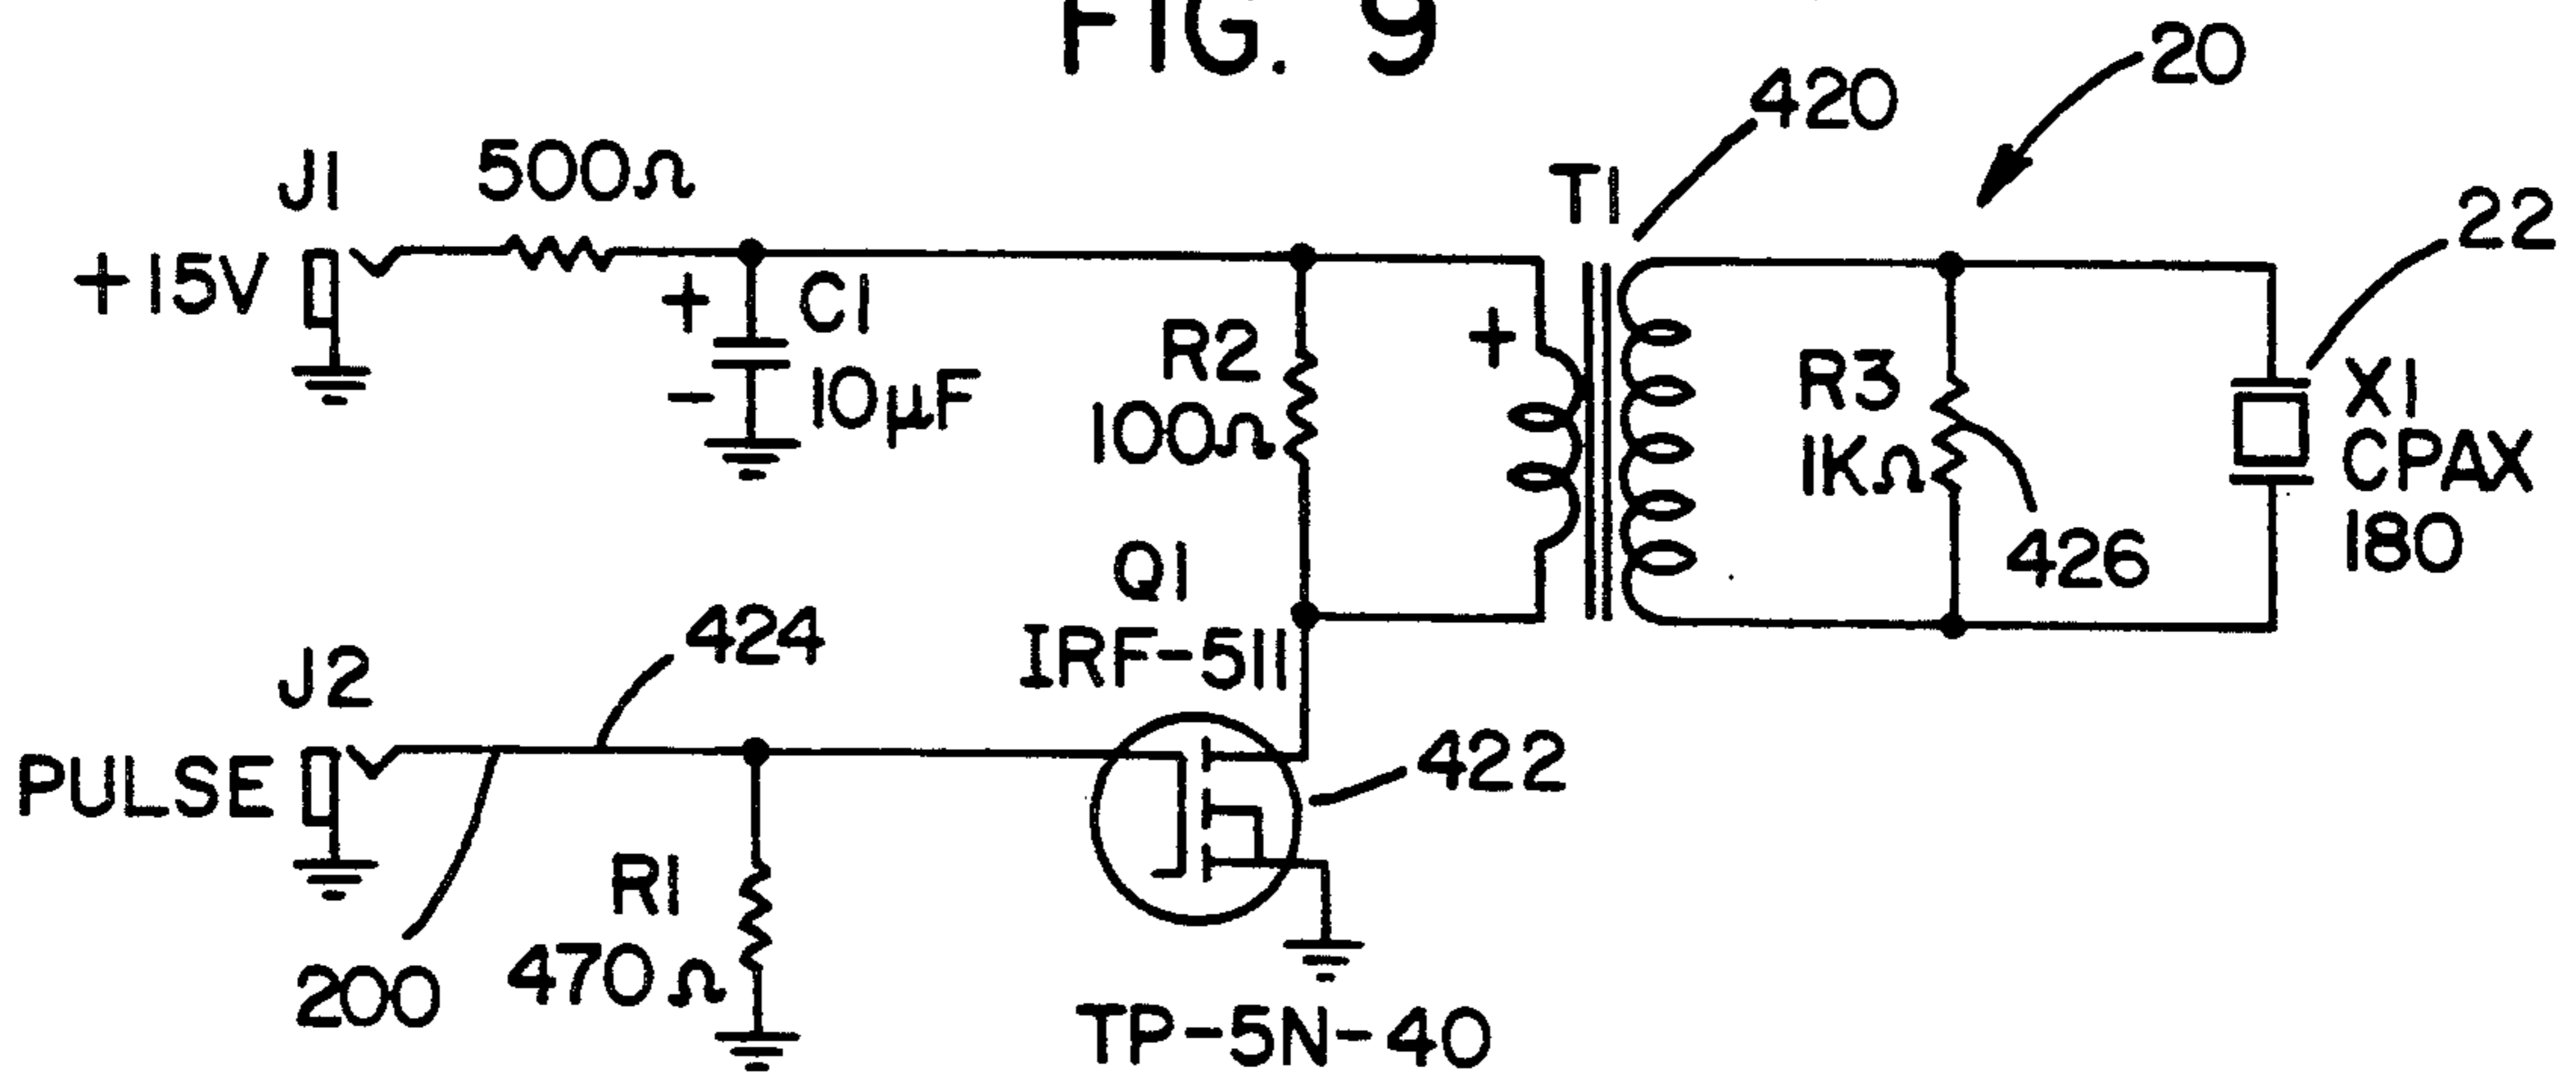 FIG. 9
20
420
J1
500Ω
T1
22
+15V
+
C1
10µF
-
R2
100Ω
+
R3
1KΩ
X1
CPAX
180
426
Q1
IRF-511
424
J2
PULSE
422
R1
470Ω
200
TP-5N-40